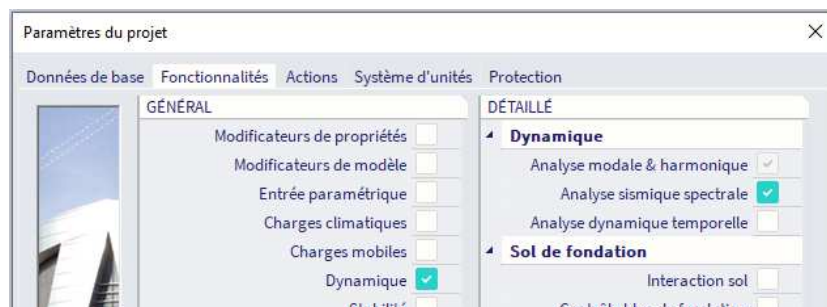 Paramètres du projet
Données de base Fonctionnalités Actions Système d'unités Protection
GÉNÉRAL
Modificateurs de propriétés
Modificateurs de modèle
Entrée paramétrique
Charges climatiques
Charges mobiles
Dynamique
DÉTAILLÉ
Dynamique
Analyse modale & harmonique
Analyse sismique spectrale
Analyse dynamique temporelle
Sol de fondation
Interaction sol